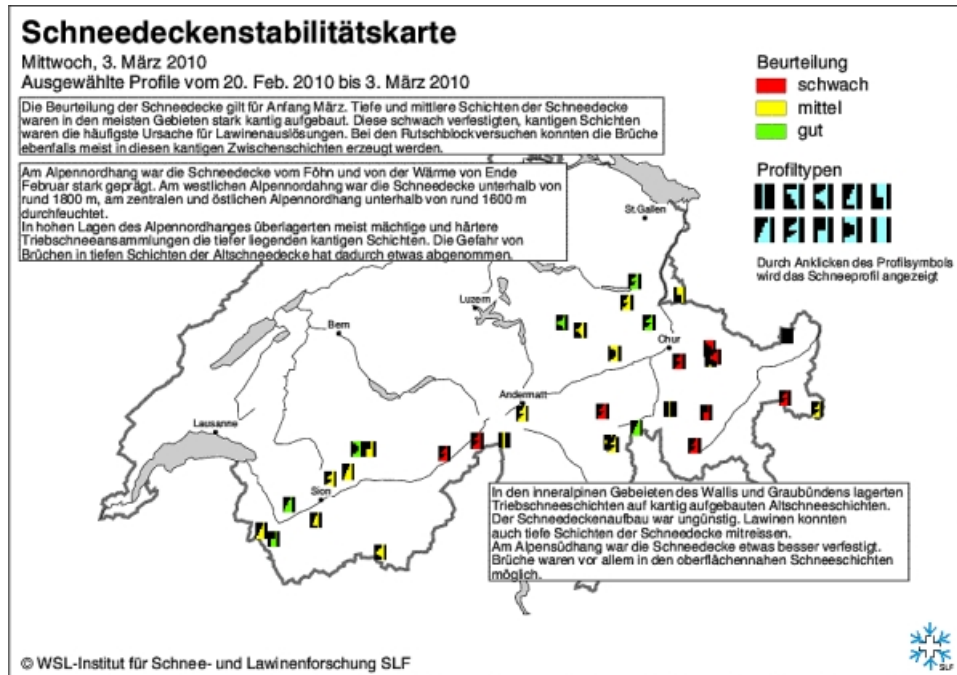 Schneedeckenstabilitätskarte
Mittwoch, 3. März 2010
Ausgewählte Profile vom 20. Feb. 2010 bis 3. März 2010
Die Beurteilung der Schneedecke gilt für Anfang März. Tiefe und mittlere Schichten der Schneedecke
waren in den meisten Gebieten stark kantig aufgebaut. Diese schwach verfestigten, kantigen Schichten
waren die häufigste Ursache für Lawinenauslösungen. Bei den Rutschblockversuchen konnten die Brüche
ebenfalls meist in diesen kantigen Zwischenschichten erzeugt werden.
Am Alpennordhang war die Schneedecke vom Föhn und von der Wärme von Ende
Februar stark geprägt. Am westlichen Alpennordahng war die Schneedecke unterhalb von
rund 1800 m, am zentralen und östlichen Alpennordhang unterhalb von rund 1600 m
durchfeuchtet.
In hohen Lagen des Alpennordhanges überlagerten meist mächtige und härtere
Triebschneeansammlungen die tiefer liegenden kantigen Schichten. Die Gefahr von
Brüchen in tiefen Schichten der Altschneedecke hat dadurch etwas abgenommen.
Beurteilung
schwach
mittel
gut
Profiltypen
Durch Anklicken des Profilsymbols
wird das Schneeprofil angezeigt
St.Gallen
Luzern
Bern
Chur
Andermatt
Lausanne
Sion
In den inneralpinen Gebieten des Wallis und Graubündens lagerten
Triebschneeschichten auf kantig aufgebauten Altschneeschichten.
Der Schneedeckenaufbau war ungünstig. Lawinen konnten
auch tiefe Schichten der Schneedecke mitreissen.
Am Alpensüdhang war die Schneedecke etwas besser verfestigt.
Brüche waren vor allem in den oberflächennahen Schneeschichten
möglich.
© WSL-Institut für Schnee- und Lawinenforschung SLF
SLF